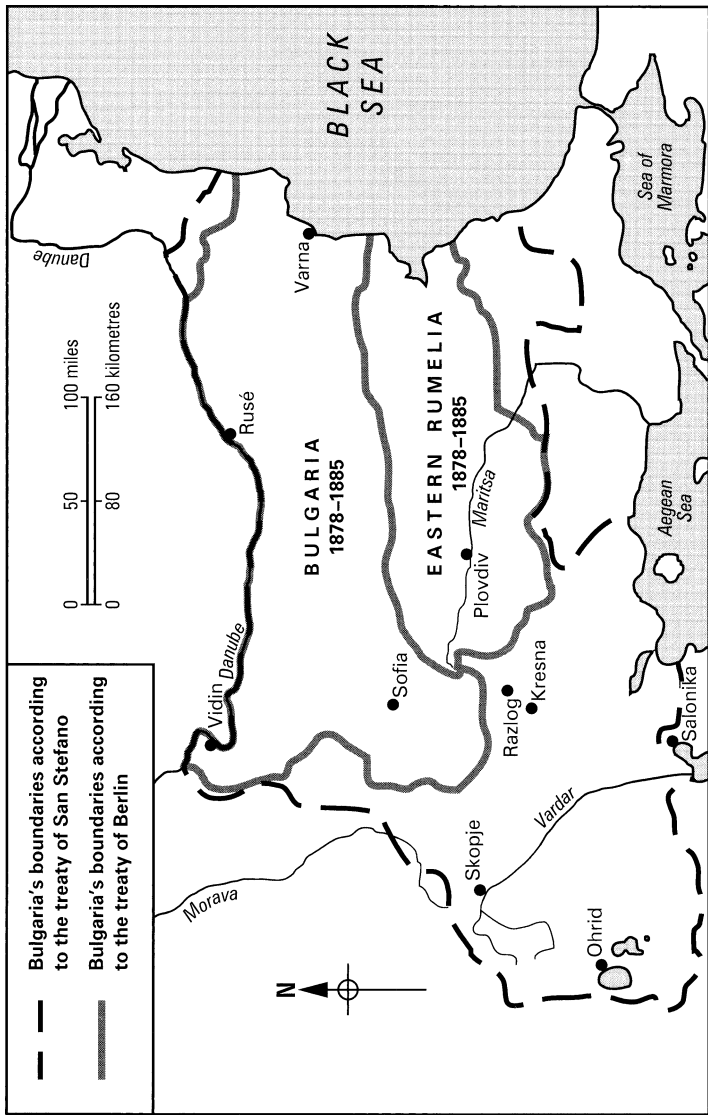 Bulgaria's boundaries according
to the treaty of San Stefano
Bulgaria's boundaries according
to the treaty of Berlin
0 50 100 miles
0 80 160 kilometres
N
Danube
Vidin
Danube
Rusé
Varna
BLACK
SEA
Morava
BULGARIA
1878–1885
Sofia
EASTERN RUMELIA
1878–1885
Maritsa
Plovdiv
Razlog
Kresna
Skopje
Vardar
Ohrid
Salonika
Aegean
Sea
Sea of
Marmora